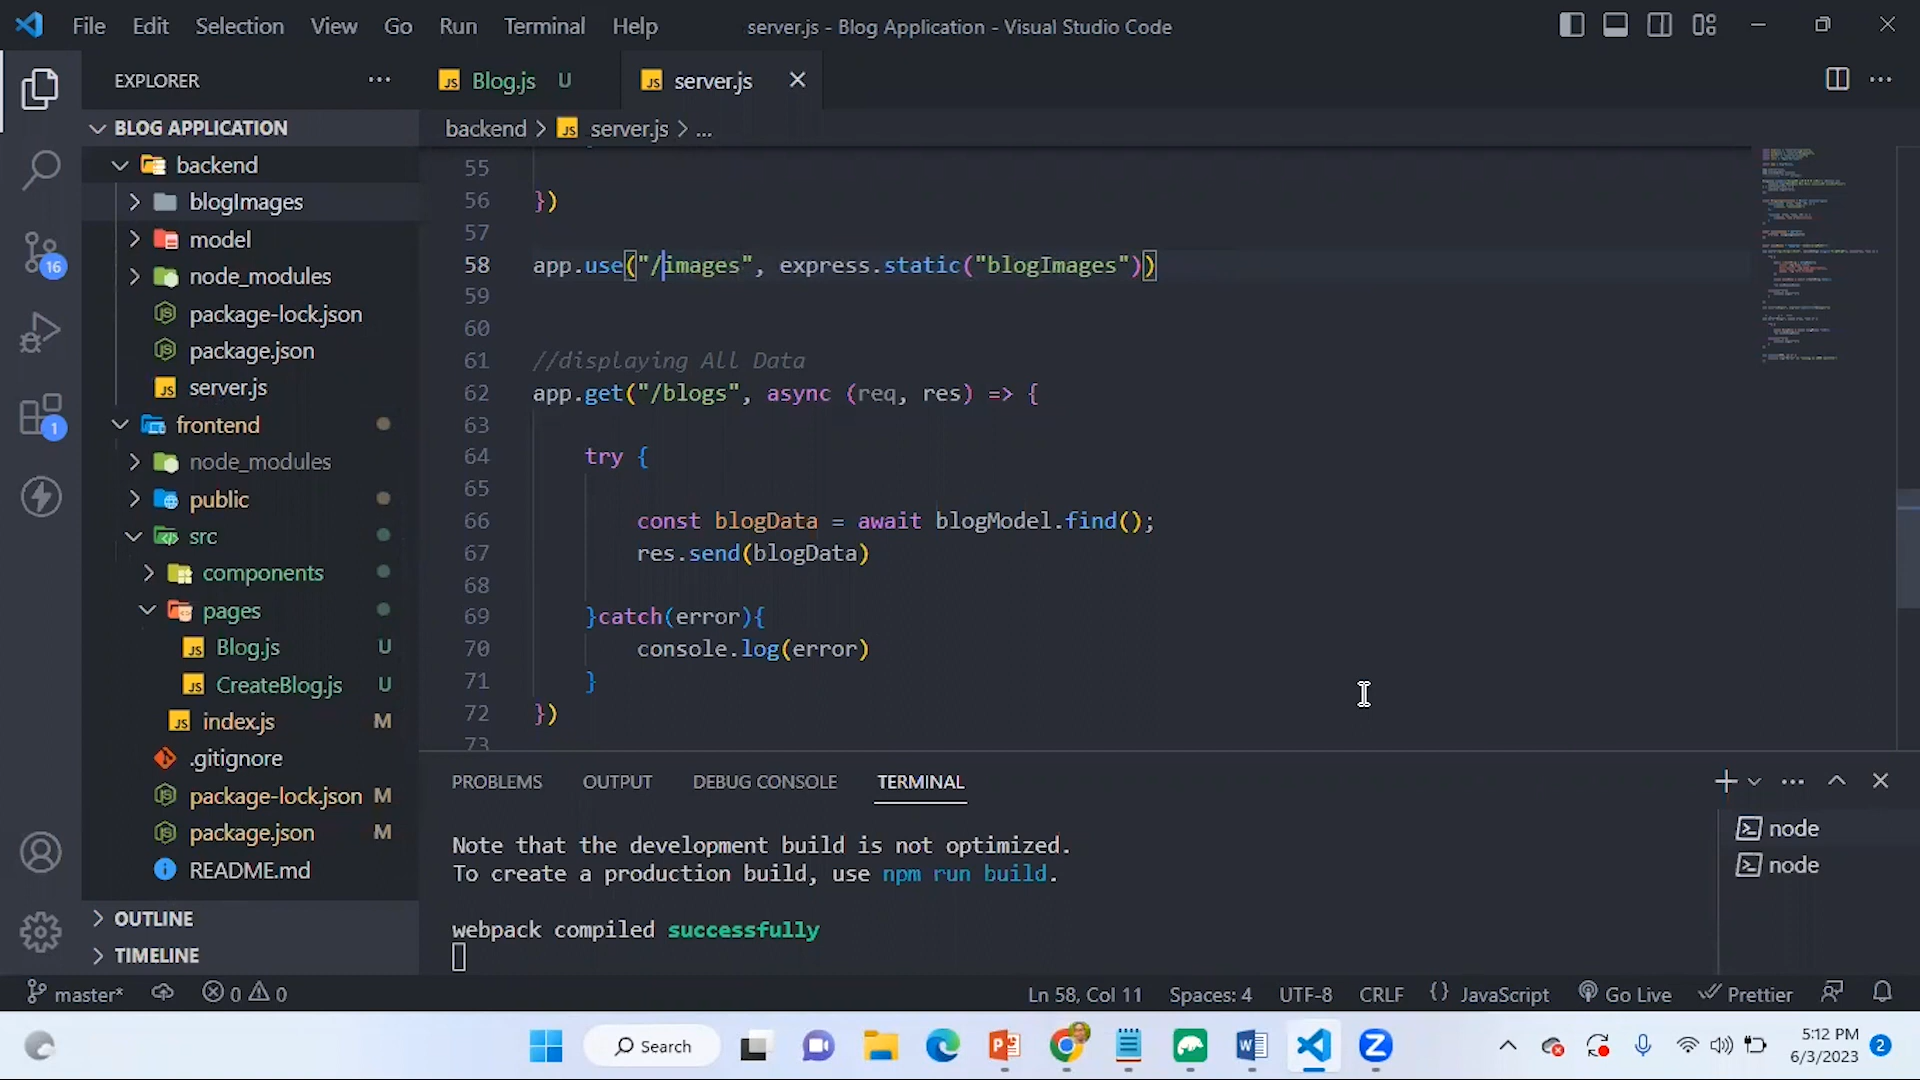 File Edit Selection View Go Run Terminal Help server.js - Blog Application - Visual Studio Code
EXPLORER
Blog.js U server.js
BLOG APPLICATION
backend > server.js > ...
backend
blogImages
model
node_modules
package-lock.json
package.json
server.js
frontend
node_modules
public
src
components
pages
Blog.js U
CreateBlog.js U
index.js M
.gitignore
package-lock.json M
package.json M
README.md
OUTLINE
TIMELINE
16
1
55
56 })
57
58 app.use("/images", express.static("blogImages"))
59
60
61 //displaying All Data
62 app.get("/blogs", async (req, res) => {
63
64 try {
65
66 const blogData = await blogModel.find();
67 res.send(blogData)
68
69 }catch(error){
70 console.log(error)
71 }
72 })
73
PROBLEMS OUTPUT DEBUG CONSOLE TERMINAL
Note that the development build is not optimized.
To create a production build, use npm run build.
webpack compiled successfully
node
node
master* 0 0 Ln 58, Col 11 Spaces: 4 UTF-8 CRLF {} JavaScript Go Live Prettier
Search
5:12 PM
6/3/2023
2